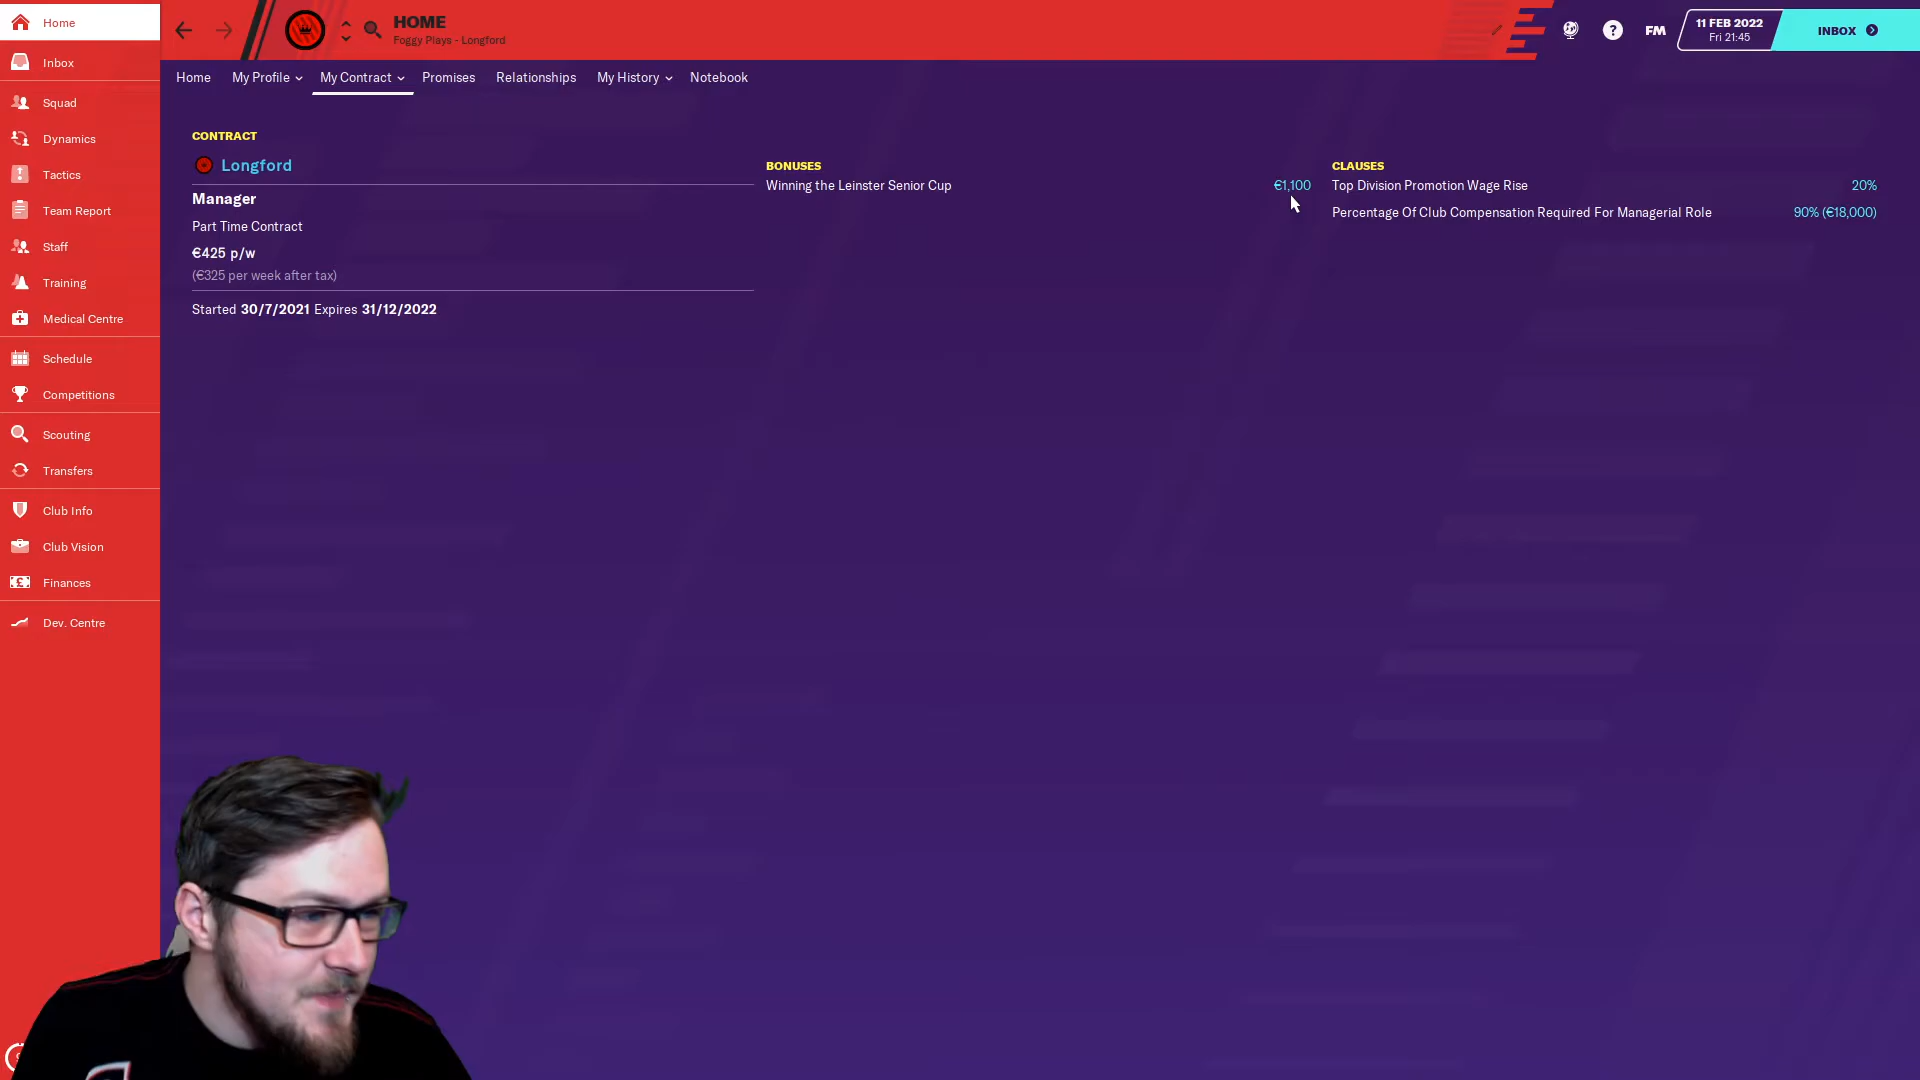 Home
Inbox
Squad
Dynamics
Tactics
Team Report
Staff
Training
Medical Centre
Schedule
Competitions
Scouting
Transfers
Club Info
Club Vision
Finances
Dev. Centre
HOME
Foggy Plays - Longford
?
FM
11 FEB 2022
Fri 21:45
INBOX
Home
My Profile
My Contract
Promises
Relationships
My History
Notebook
CONTRACT
Longford
Manager
Part Time Contract
€425 p/w
(€325 per week after tax)
Started 30/7/2021 Expires 31/12/2022
BONUSES
Winning the Leinster Senior Cup €1,100
CLAUSES
Top Division Promotion Wage Rise 20%
Percentage Of Club Compensation Required For Managerial Role 90% (€18,000)